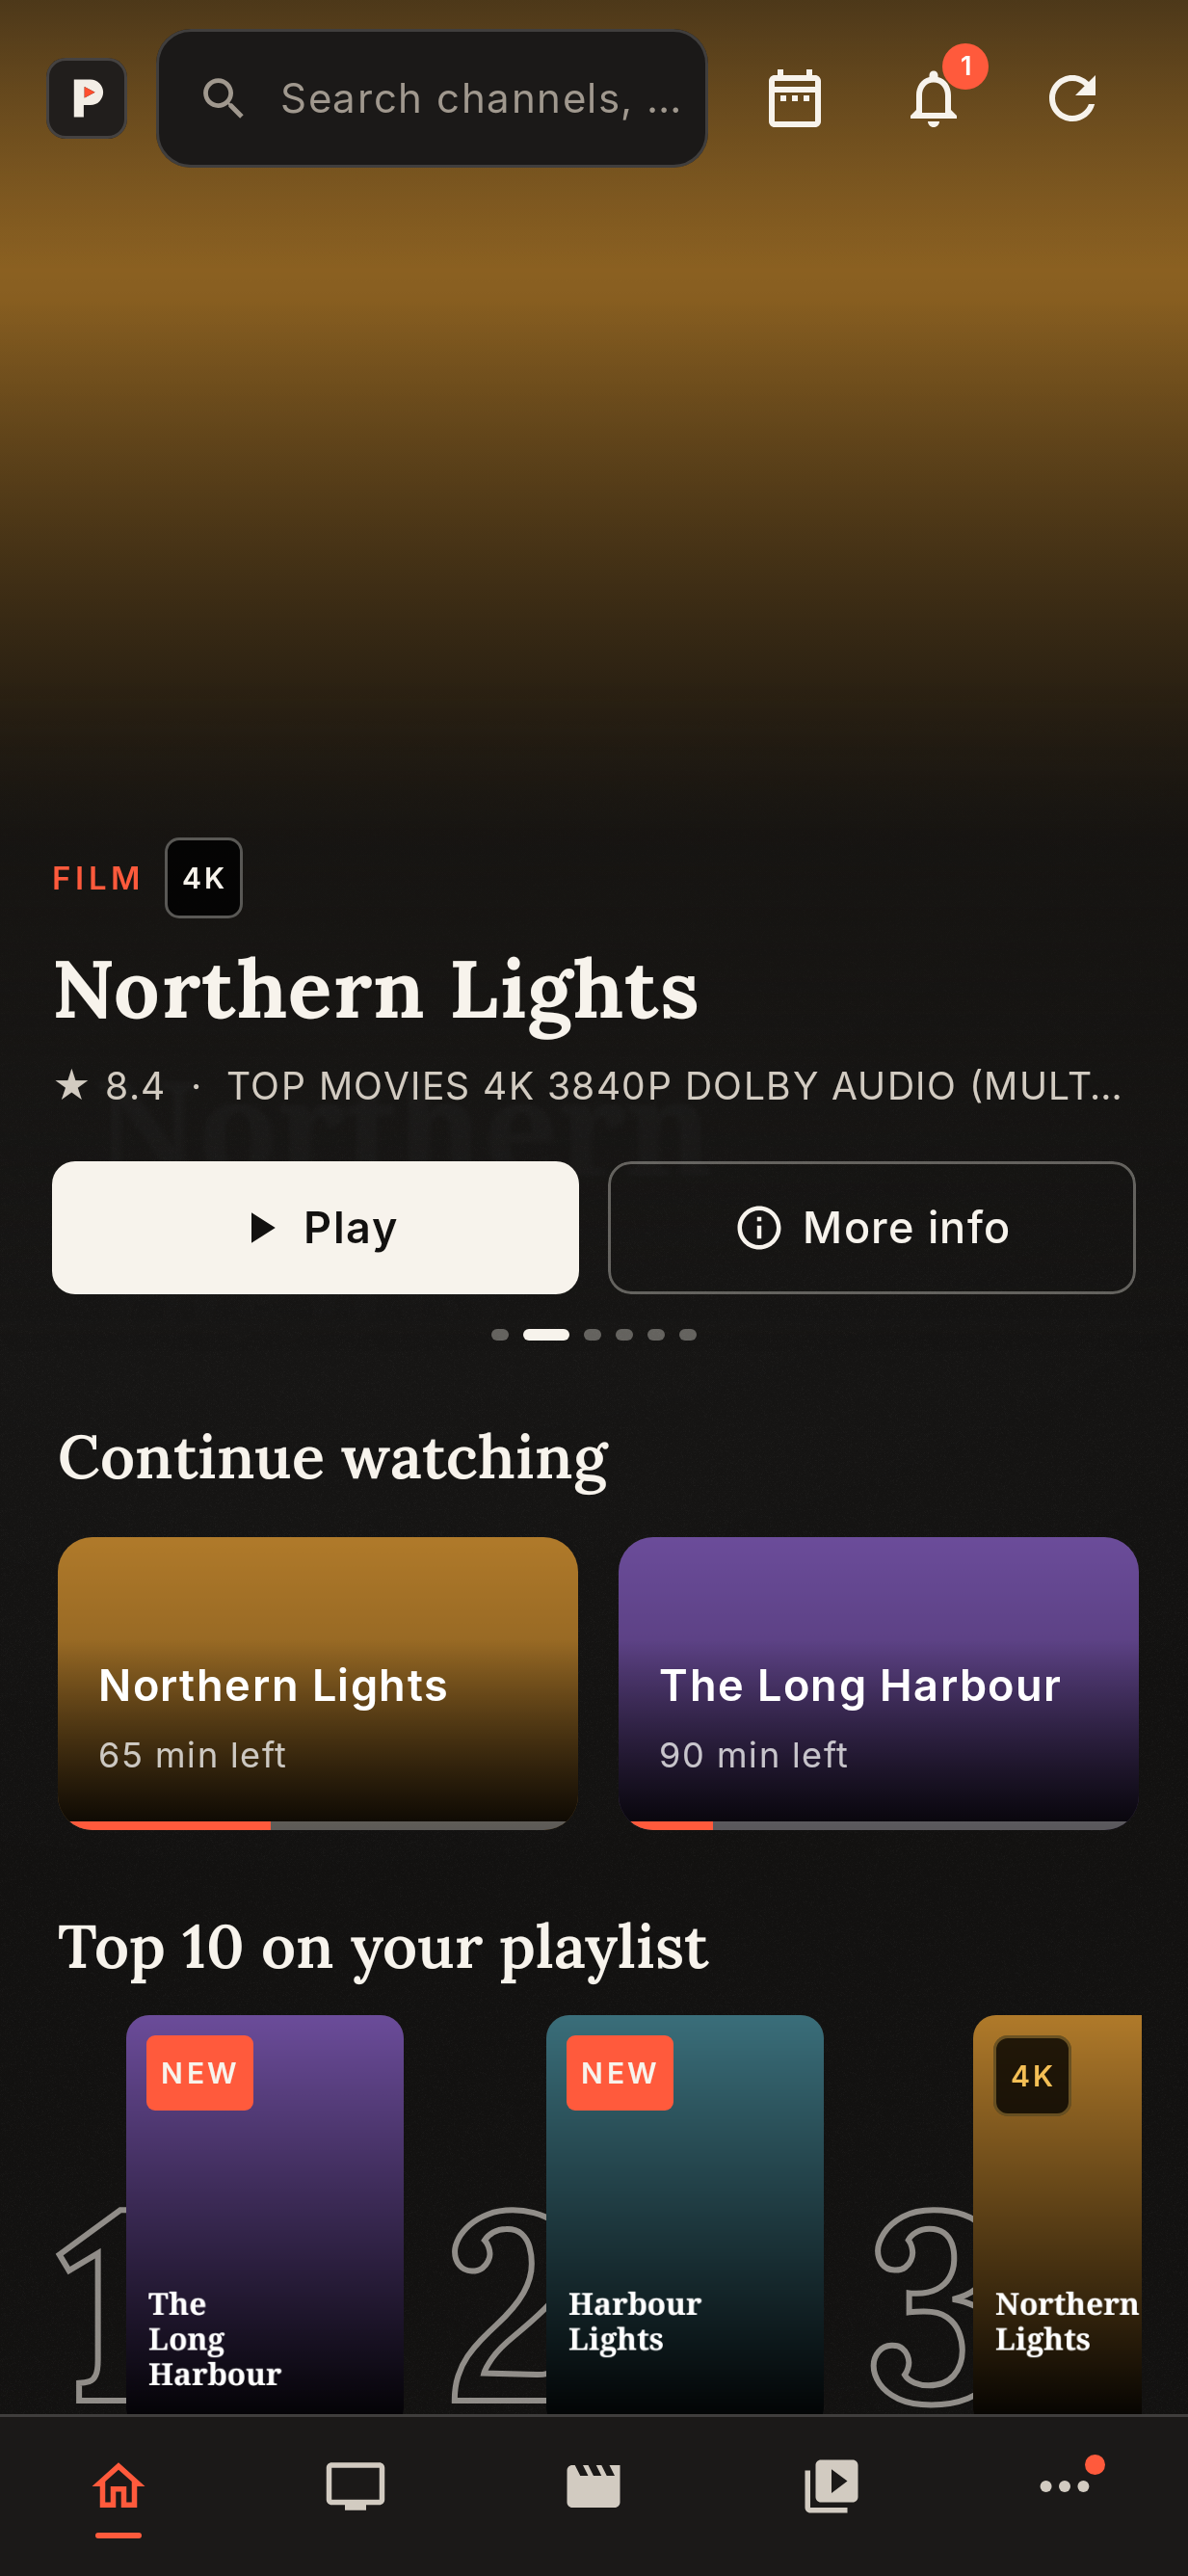 Search channels, ...
1
FILM
4K
Northern Lights
★ 8.4 · TOP MOVIES 4K 3840P DOLBY AUDIO (MULT...
Northern
Play
More info
Continue watching
Northern Lights
65 min left
The Long Harbour
90 min left
Top 10 on your playlist
1
NEW
The
Long
Harbour
2
NEW
Harbour
Lights
3
4K
Northern
Lights